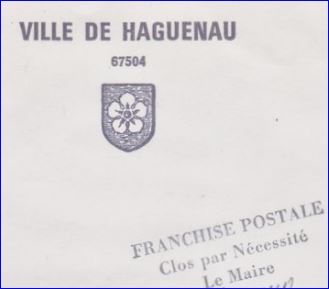 VILLE DE HAGUENAU
67504
FRANCHISE POSTALE
Clos par Nécessité
Le Maire